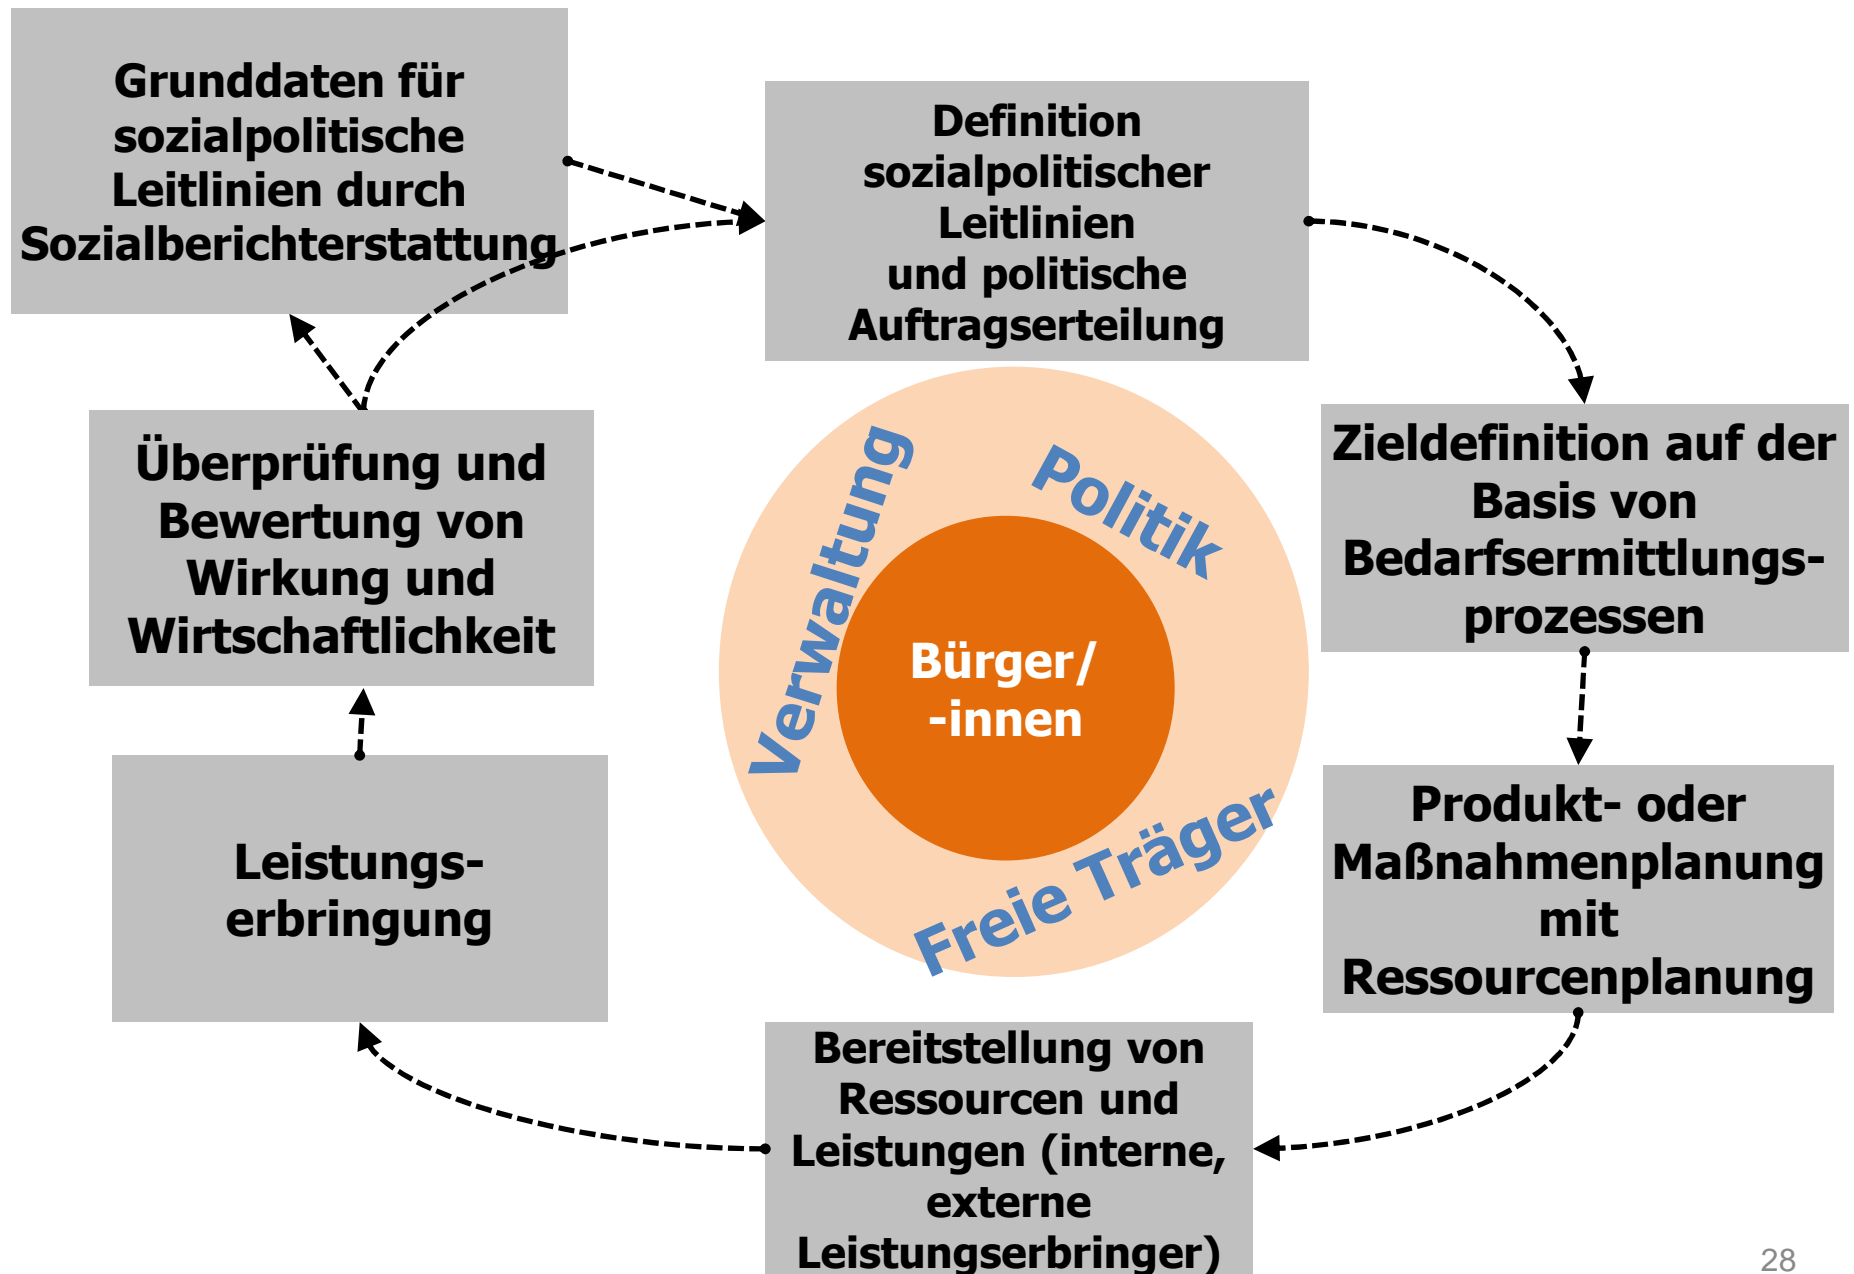 Grunddaten für
sozialpolitische
Leitlinien durch
Sozialberichterstattung
Definition
sozialpolitischer
Leitlinien
und politische
Auftragserteilung
Zieldefinition auf der
Basis von
Bedarfsermittlungs-
prozessen
Produkt- oder
Maßnahmenplanung
mit
Ressourcenplanung
Bereitstellung von
Ressourcen und
Leistungen (interne,
externe
Leistungserbringer)
Leistungs-
erbringung
Überprüfung und
Bewertung von
Wirkung und
Wirtschaftlichkeit
Verwaltung
Politik
Freie Träger
Bürger/
-innen
28